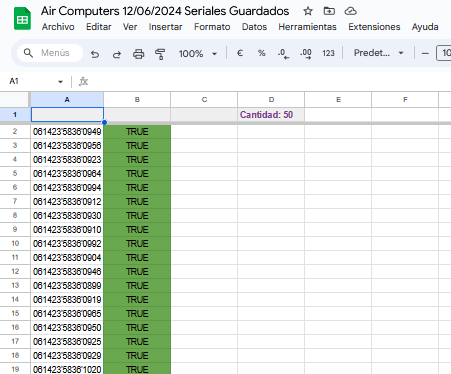 Air Computers 12/06/2024 Seriales Guardados
Archivo Editar Ver Insertar Formato Datos Herramientas Extensiones Ayuda
Menús 100% € % .0 .00 123 Predet... − 10
A1 fx
A B C D E F
1 Cantidad: 50
2 061423'5836'0949 TRUE
3 061423'5836'0956 TRUE
4 061423'5836'0923 TRUE
5 061423'5836'0964 TRUE
6 061423'5836'0994 TRUE
7 061423'5836'0912 TRUE
8 061423'5836'0930 TRUE
9 061423'5836'0910 TRUE
10 061423'5836'0992 TRUE
11 061423'5836'0904 TRUE
12 061423'5836'0946 TRUE
13 061423'5836'0899 TRUE
14 061423'5836'0919 TRUE
15 061423'5836'0965 TRUE
16 061423'5836'0950 TRUE
17 061423'5836'0925 TRUE
18 061423'5836'0929 TRUE
19 061423'5836'1020 TRUE